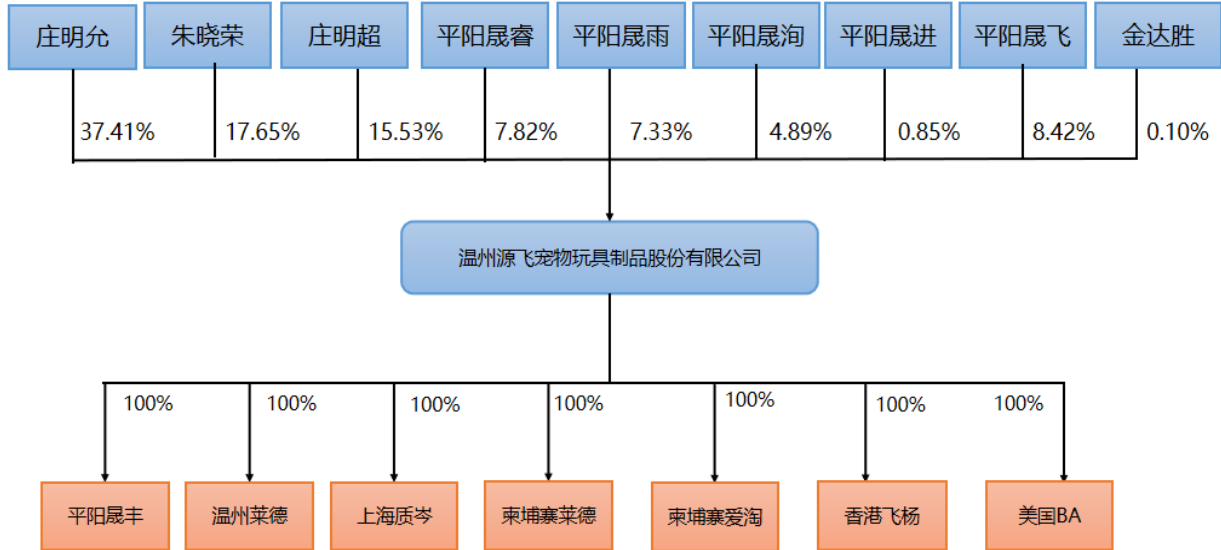 庄明允
朱晓荣
庄明超
平阳晟睿
平阳晟雨
平阳晟洵
平阳晟进
平阳晟飞
金达胜
37.41%
17.65%
15.53%
7.82%
7.33%
4.89%
0.85%
8.42%
0.10%
温州源飞宠物玩具制品股份有限公司
100%
100%
100%
100%
100%
100%
100%
平阳晟丰
温州莱德
上海质岑
柬埔寨莱德
柬埔寨爱淘
香港飞杨
美国BA